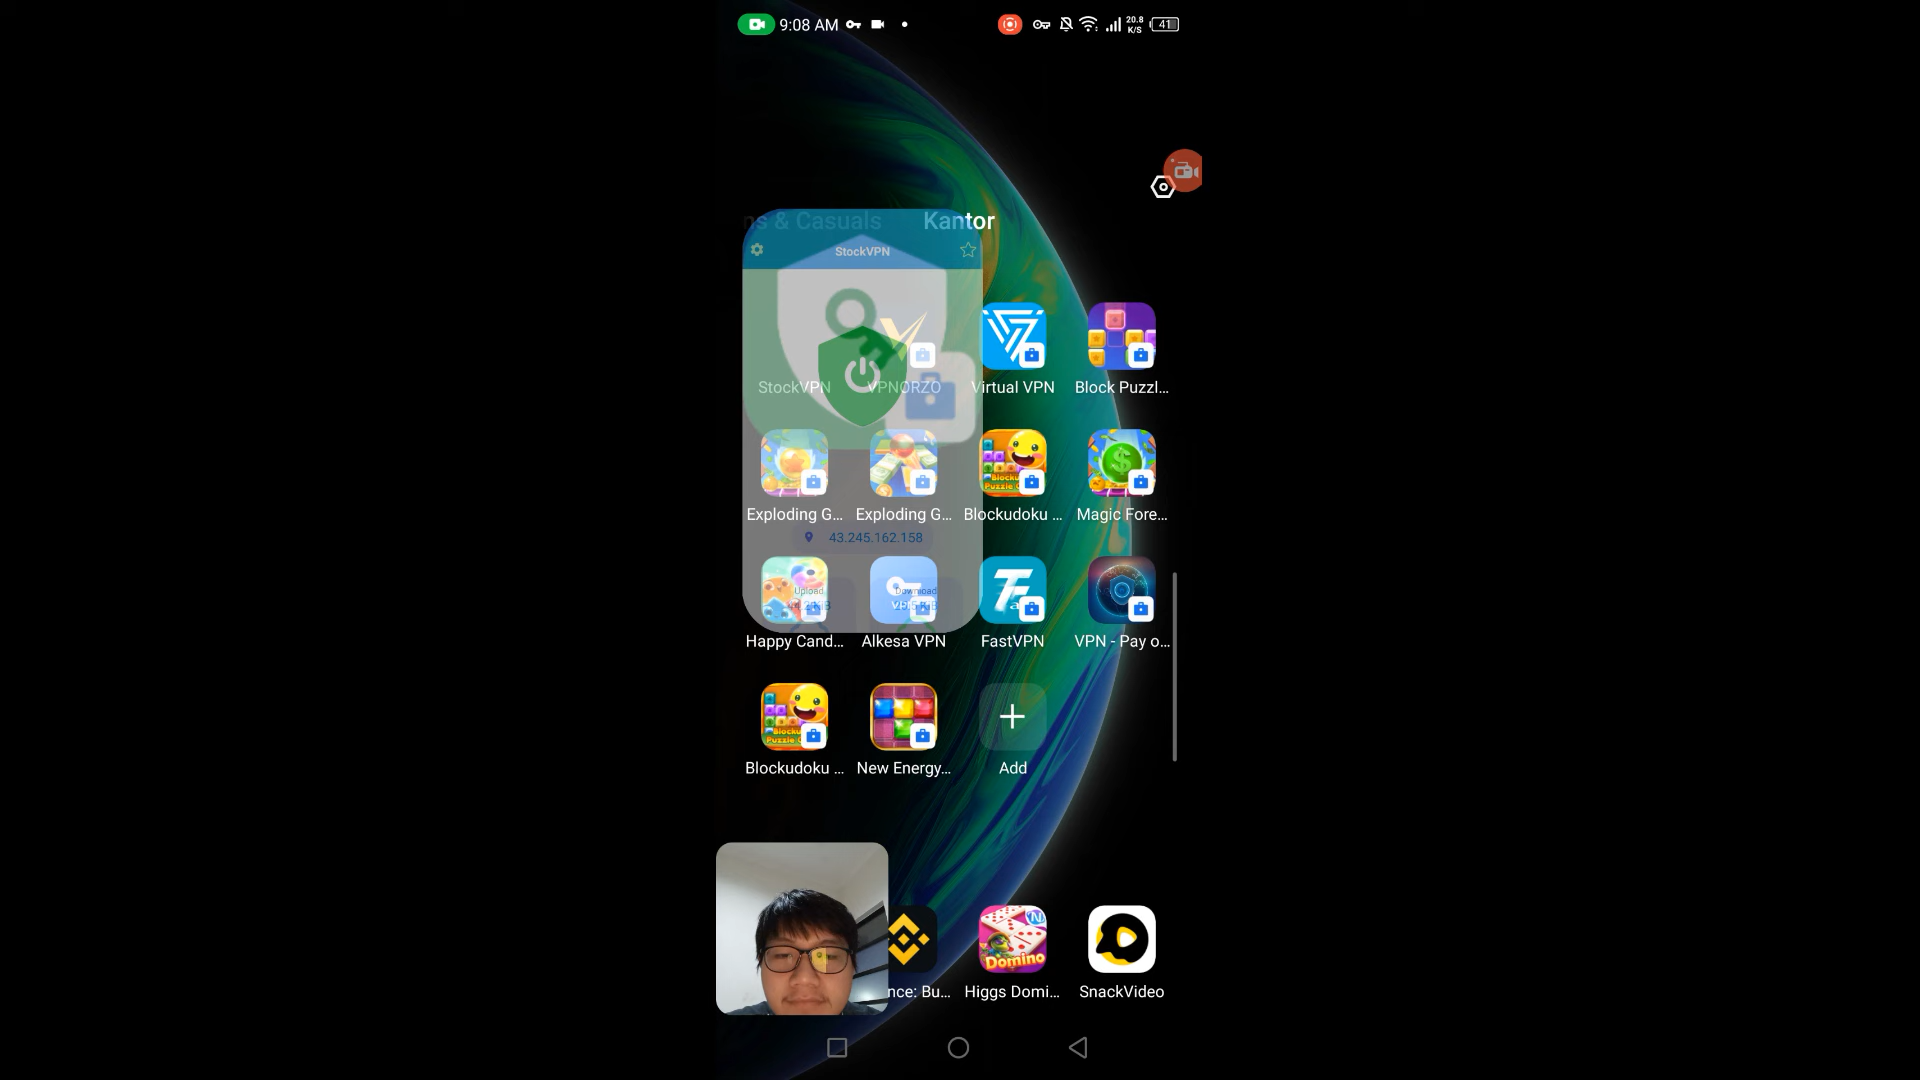 9:08 AM
20.8
K/S
41
ns & Casuals
Kantor
StockVPN
StockVPN
VPNORZO
Virtual VPN
Block Puzzl...
Exploding G...
Exploding G...
Blockudoku ...
Magic Fore...
43.245.162.158
Upload
Download
Happy Cand...
Alkesa VPN
FastVPN
VPN - Pay o...
Blockudoku ...
New Energy...
Add
Domino
nce: Bu...
Higgs Domi...
SnackVideo